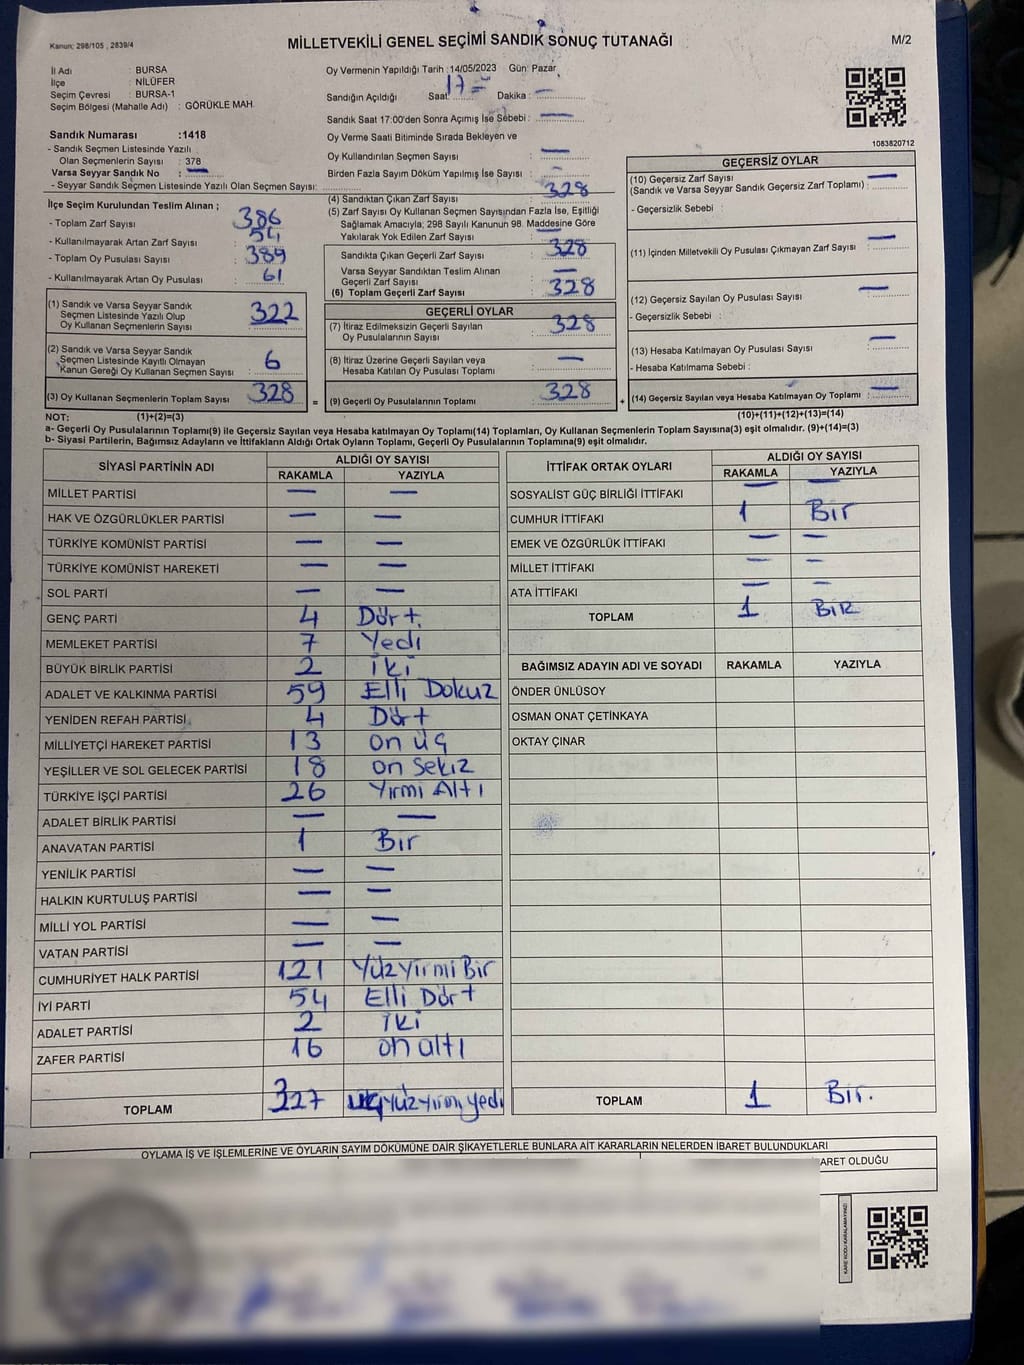 Kanun; 298/105 , 2839/4
MİLLETVEKİLİ GENEL SEÇİMİ SANDIK SONUÇ TUTANAĞI
M/2
İl Adı : BURSA
İlçe : NİLÜFER
Seçim Çevresi : BURSA-1
Seçim Bölgesi (Mahalle Adı) : GÖRÜKLE MAH.
Oy Vermenin Yapıldığı Tarih :14/05/2023 Gün: Pazar
Sandığın Açıldığı Saat: 17 Dakika : —
Sandık Saat 17:00'den Sonra Açımış İse Sebebi : —
Oy Verme Saati Bitiminde Sırada Bekleyen ve
Oy Kullandırılan Seçmen Sayısı : —
Birden Fazla Sayım Döküm Yapılmış İse Sayısı : —
1083820712
Sandık Numarası :1418
- Sandık Seçmen Listesinde Yazılı
Olan Seçmenlerin Sayısı : 378
Varsa Seyyar Sandık No : —
- Seyyar Sandık Seçmen Listesinde Yazılı Olan Seçmen Sayısı:
İlçe Seçim Kurulundan Teslim Alınan ;
- Toplam Zarf Sayısı : 386
- Kullanılmayarak Artan Zarf Sayısı : 54
- Toplam Oy Pusulası Sayısı : 389
- Kullanılmayarak Artan Oy Pusulası : 61
(1) Sandık ve Varsa Seyyar Sandık
Seçmen Listesinde Yazılı Olup
Oy Kullanan Seçmenlerin Sayısı : 322
(2) Sandık ve Varsa Seyyar Sandık
Seçmen Listesinde Kayıtlı Olmayan
Kanun Gereği Oy Kullanan Seçmen Sayısı : 6
(3) Oy Kullanan Seçmenlerin Toplam Sayısı : 328
(4) Sandıktan Çıkan Zarf Sayısı : 328
(5) Zarf Sayısı Oy Kullanan Seçmen Sayısından Fazla İse, Eşitliği
Sağlamak Amacıyla; 298 Sayılı Kanunun 98. Maddesine Göre
Yakılarak Yok Edilen Zarf Sayısı : —
Sandıkta Çıkan Geçerli Zarf Sayısı : 328
Varsa Seyyar Sandıktan Teslim Alınan
Geçerli Zarf Sayısı : —
(6) Toplam Geçerli Zarf Sayısı : 328
GEÇERLİ OYLAR
(7) İtiraz Edilmeksizin Geçerli Sayılan
Oy Pusulalarının Sayısı : 328
(8) İtiraz Üzerine Geçerli Sayılan veya
Hesaba Katılan Oy Pusulası Toplamı : —
= (9) Geçerli Oy Pusulalarının Toplamı : 328 +
GEÇERSİZ OYLAR
(10) Geçersiz Zarf Sayısı
(Sandık ve Varsa Seyyar Sandık Geçersiz Zarf Toplamı) : —
- Geçersizlik Sebebi :
(11) İçinden Milletvekili Oy Pusulası Çıkmayan Zarf Sayısı : —
(12) Geçersiz Sayılan Oy Pusulası Sayısı : —
- Geçersizlik Sebebi :
(13) Hesaba Katılmayan Oy Pusulası Sayısı : —
- Hesaba Katılmama Sebebi :
(14) Geçersiz Sayılan veya Hesaba Katılmayan Oy Toplamı : —
NOT: (1)+(2)=(3) (10)+(11)+(12)+(13)=(14)
a- Geçerli Oy Pusulalarının Toplamı(9) ile Geçersiz Sayılan veya Hesaba katılmayan Oy Toplamı(14) Toplamları, Oy Kullanan Seçmenlerin Toplam Sayısına(3) eşit olmalıdır. (9)+(14)=(3)
b- Siyasi Partilerin, Bağımsız Adayların ve İttifakların Aldığı Ortak Oyların Toplamı, Geçerli Oy Pusulalarının Toplamına(9) eşit olmalıdır.
SİYASİ PARTİNİN ADI ALDIĞI OY SAYISI
RAKAMLA YAZIYLA
MİLLET PARTİSİ — —
HAK VE ÖZGÜRLÜKLER PARTİSİ — —
TÜRKİYE KOMÜNİST PARTİSİ — —
TÜRKİYE KOMÜNİST HAREKETİ — —
SOL PARTİ — —
GENÇ PARTİ 4 Dört.
MEMLEKET PARTİSİ 7 Yedi
BÜYÜK BİRLİK PARTİSİ 2 iki
ADALET VE KALKINMA PARTİSİ 59 Elli Dokuz
YENİDEN REFAH PARTİSİ 4 Dört
MİLLİYETÇİ HAREKET PARTİSİ 13 on üç
YEŞİLLER VE SOL GELECEK PARTİSİ 18 on Sekiz
TÜRKİYE İŞÇİ PARTİSİ 26 Yirmi Altı
ADALET BİRLİK PARTİSİ — —
ANAVATAN PARTİSİ 1 Bir
YENİLİK PARTİSİ — —
HALKIN KURTULUŞ PARTİSİ — —
MİLLİ YOL PARTİSİ — —
VATAN PARTİSİ — —
CUMHURİYET HALK PARTİSİ 121 Yüz Yirmi Bir
İYİ PARTİ 54 Elli Dört
ADALET PARTİSİ 2 iki
ZAFER PARTİSİ 16 on altı
TOPLAM 327 üçyüzyirmi yedi
İTTİFAK ORTAK OYLARI ALDIĞI OY SAYISI
RAKAMLA YAZIYLA
SOSYALİST GÜÇ BİRLİĞİ İTTİFAKI — —
CUMHUR İTTİFAKI 1 Bir
EMEK VE ÖZGÜRLÜK İTTİFAKI — —
MİLLET İTTİFAKI — —
ATA İTTİFAKI — —
TOPLAM 1 BİR
BAĞIMSIZ ADAYIN ADI VE SOYADI RAKAMLA YAZIYLA
ÖNDER ÜNLÜSOY
OSMAN ONAT ÇETİNKAYA
OKTAY ÇINAR
TOPLAM 1 Bir.
OYLAMA İŞ VE İŞLEMLERİNE VE OYLARIN SAYIM DÖKÜMÜNE DAİR ŞİKAYETLERLE BUNLARA AİT KARARLARIN NELERDEN İBARET BULUNDUKLARI
ARET OLDUĞU
KARE KODU KARALAMAYINIZ!